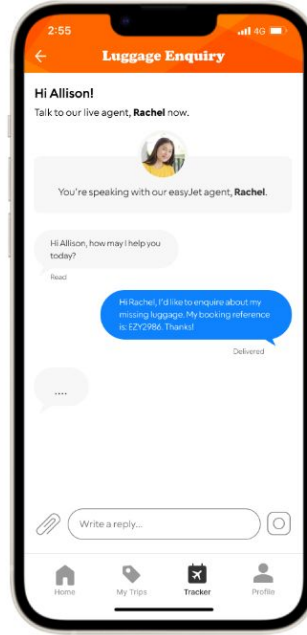 2:55
4G
Luggage Enquiry
Hi Allison!
Talk to our live agent, Rachel now.
You're speaking with our easyJet agent, Rachel.
Hi Allison, how may I help you
today?
Read
Hi Rachel, I'd like to enquire about my
missing luggage. My booking reference
is: EZY2986. Thanks!
Delivered
....
Write a reply...
Home
My Trips
Tracker
Profile